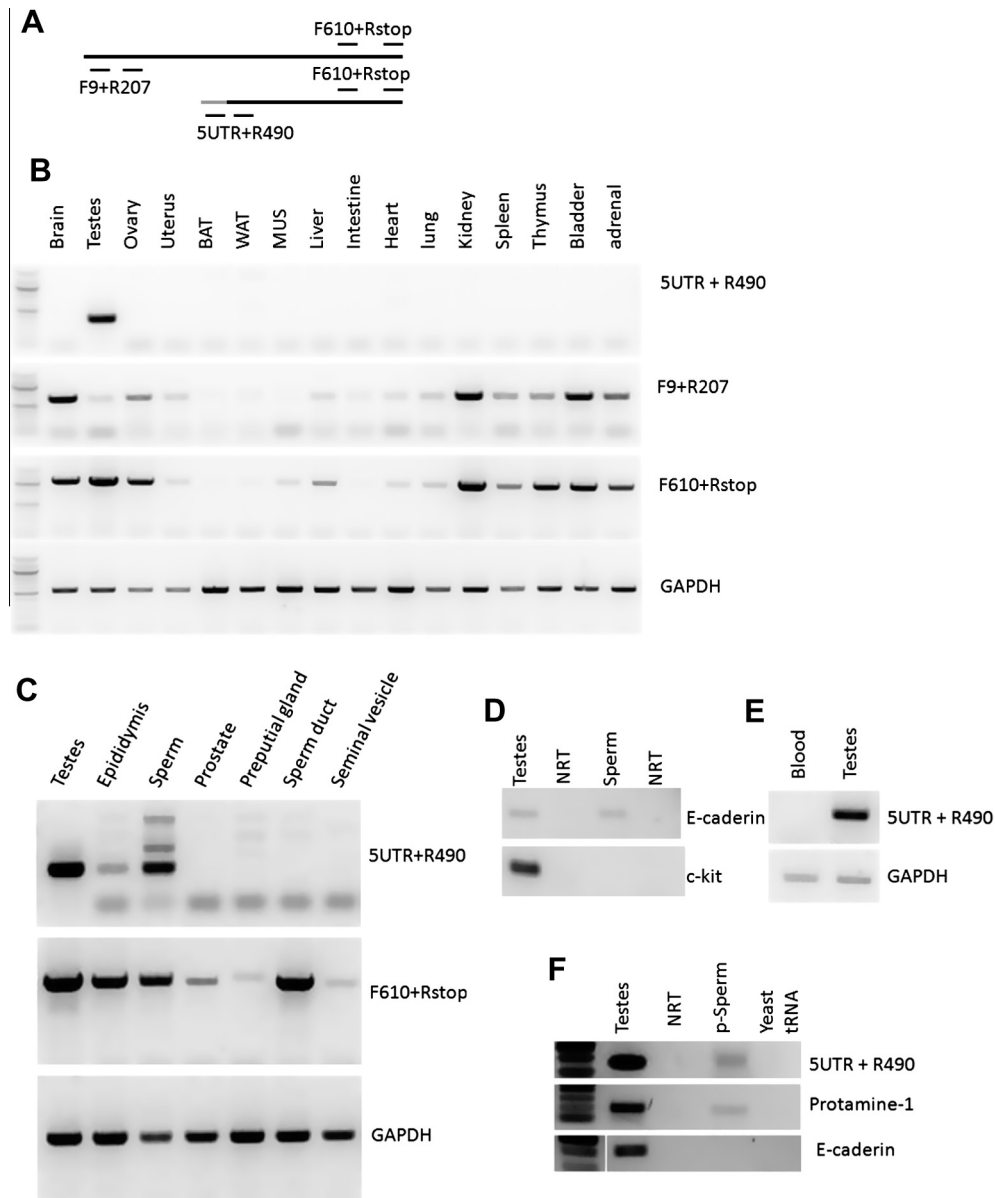 A
F610+Rstop
F9+R207
F610+Rstop
5UTR+R490
B
Brain
Testes
Ovary
Uterus
BAT
WAT
MUS
Liver
Intestine
Heart
lung
Kidney
Spleen
Thymus
Bladder
adrenal
5UTR + R490
F9+R207
F610+Rstop
GAPDH
C
Testes
Epididymis
Sperm
Prostate
Preputial gland
Sperm duct
Seminal vesicle
5UTR+R490
F610+Rstop
GAPDH
D
Testes
NRT
Sperm
NRT
E-caderin
c-kit
E
Blood
Testes
5UTR + R490
GAPDH
F
Testes
NRT
p-Sperm
Yeast
tRNA
5UTR + R490
Protamine-1
E-caderin